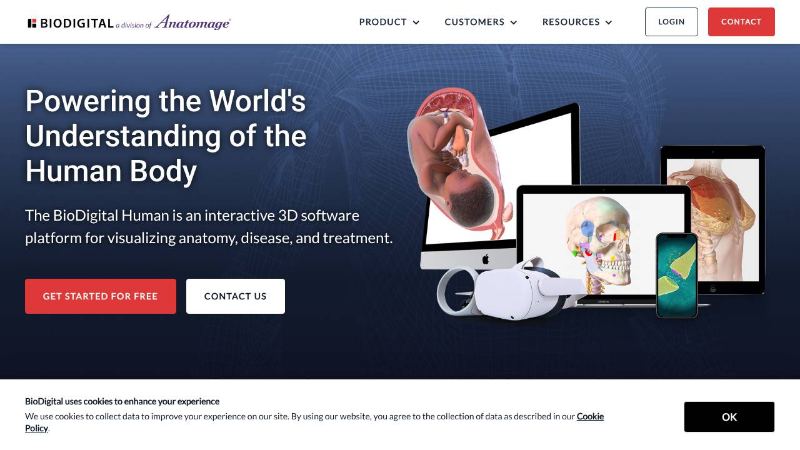 BIODIGITAL a division of Anatomage
PRODUCT
CUSTOMERS
RESOURCES
LOGIN
CONTACT
Powering the World's
Understanding of the
Human Body
The BioDigital Human is an interactive 3D software
platform for visualizing anatomy, disease, and treatment.
GET STARTED FOR FREE
CONTACT US
BioDigital uses cookies to enhance your experience
We use cookies to collect data to improve your experience on our site. By using our website, you agree to the collection of data as described in our Cookie
Policy.
OK